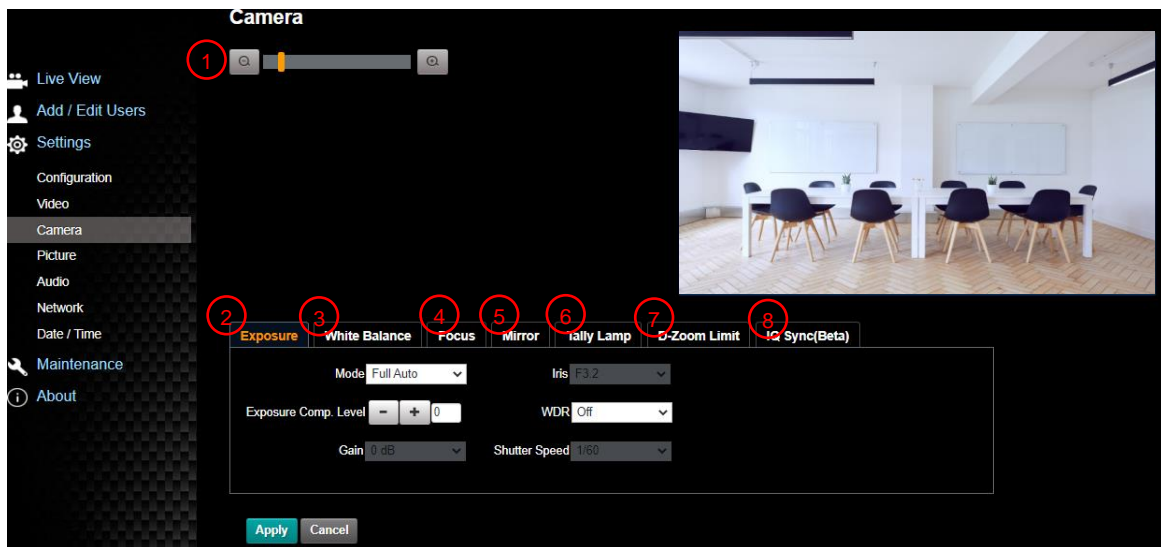 Camera
1
Live View
Add / Edit Users
Settings
Configuration
Video
Camera
Picture
Audio
Network
Date / Time
Maintenance
About
2 3 4 5 6 7 8
Exposure White Balance Focus Mirror Tally Lamp D-Zoom Limit IQ Sync(Beta)
Mode Full Auto Iris F3.2
Exposure Comp. Level - + 0 WDR Off
Gain 0 dB Shutter Speed 1/60
Apply Cancel